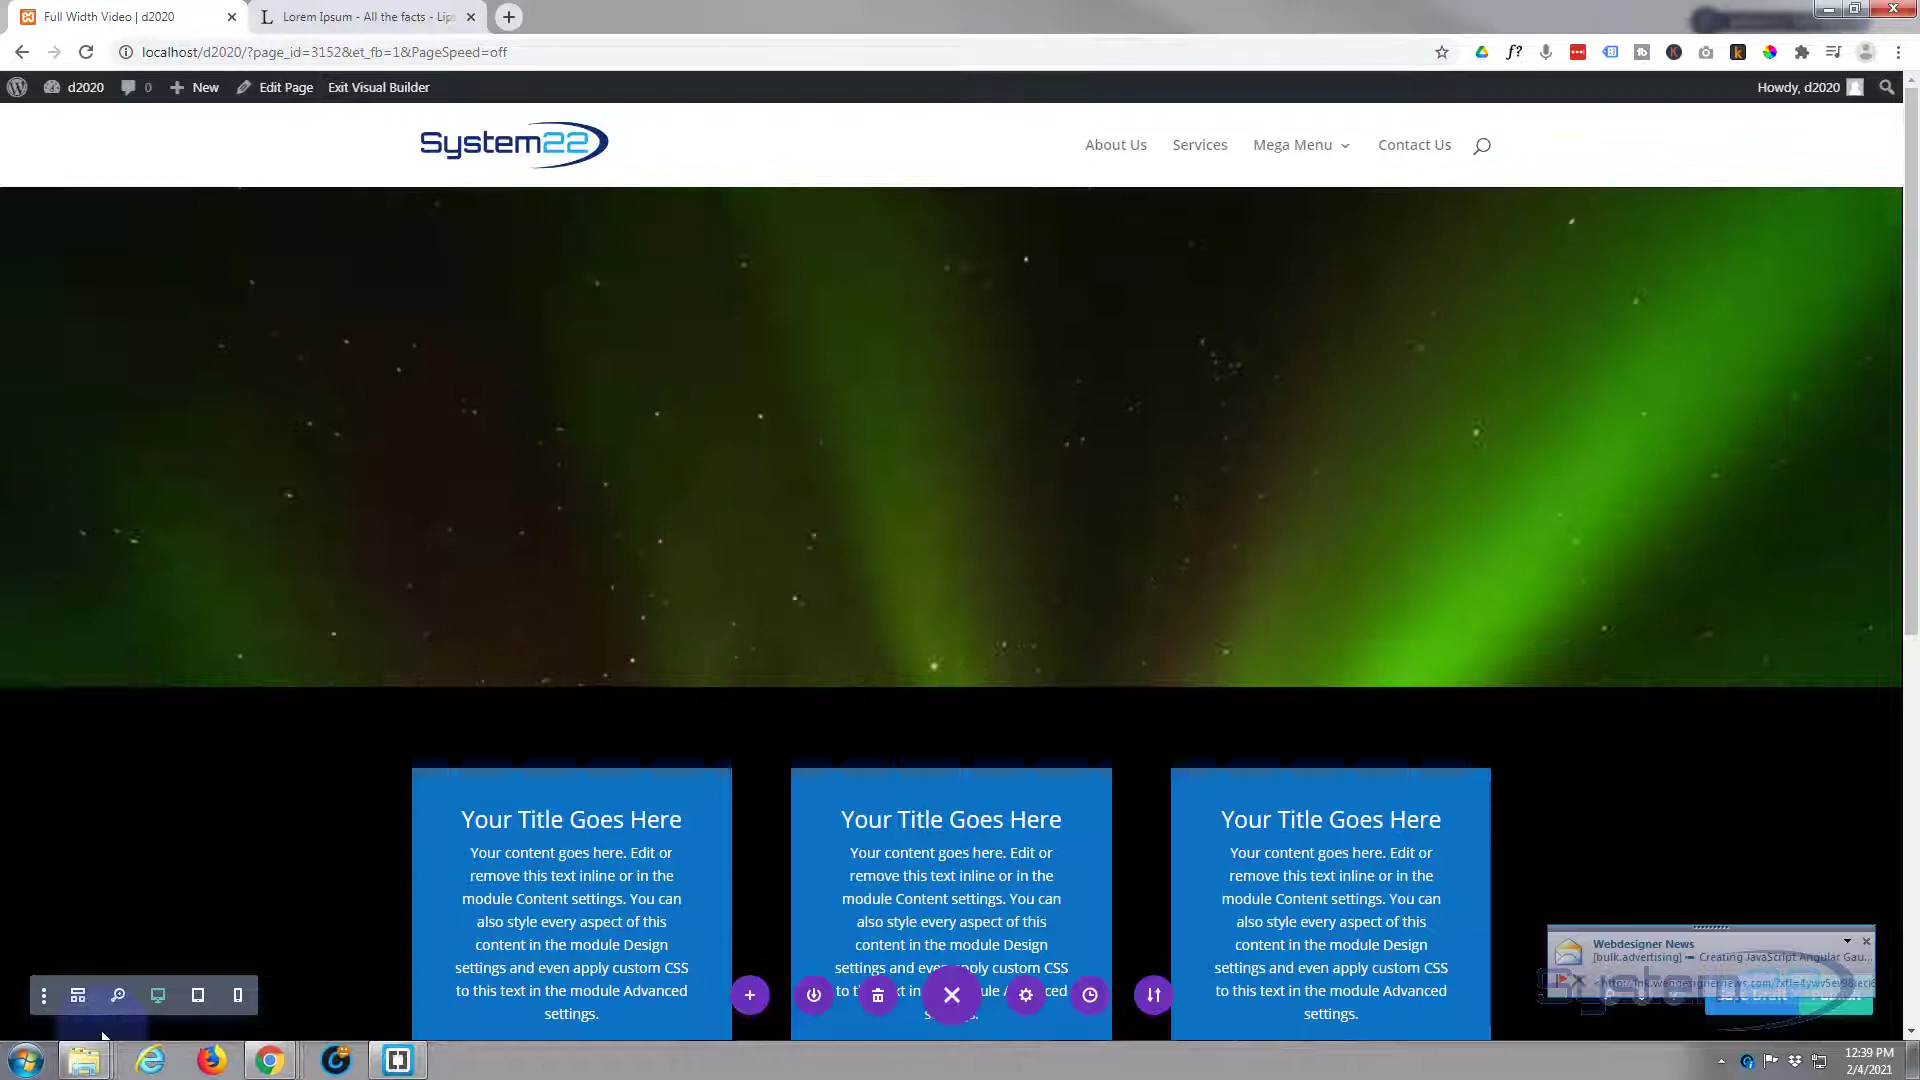 Full Width Video | d2020
Lorem Ipsum - All the facts - Lip
localhost/d2020/?page_id=3152&et_fb=1&PageSpeed=off
d2020
0
New
Edit Page
Exit Visual Builder
Howdy, d2020
System22
About Us
Services
Mega Menu
Contact Us
Your Title Goes Here
Your content goes here. Edit or
remove this text inline or in the
module Content settings. You can
also style every aspect of this
content in the module Design
settings and even apply custom CSS
to this text in the module Advanced
settings.
Your Title Goes Here
Your content goes here. Edit or
remove this text inline or in the
module Content settings. You can
also style every aspect of this
content in the module Design
settings and even apply custom CSS
to t ule Advanced
settings.
Your Title Goes Here
Your content goes here. Edit or
remove this text inline or in the
module Content settings. You can
also style every aspect of this
content in the module Design
settings and even apply custom CSS
to this text in the module Advanced
settings.
Webdesigner News
[bulk.advertising] — Creating JavaScript Angular Gau...
Save Draft
Publish
System22
12:39 PM
2/4/2021